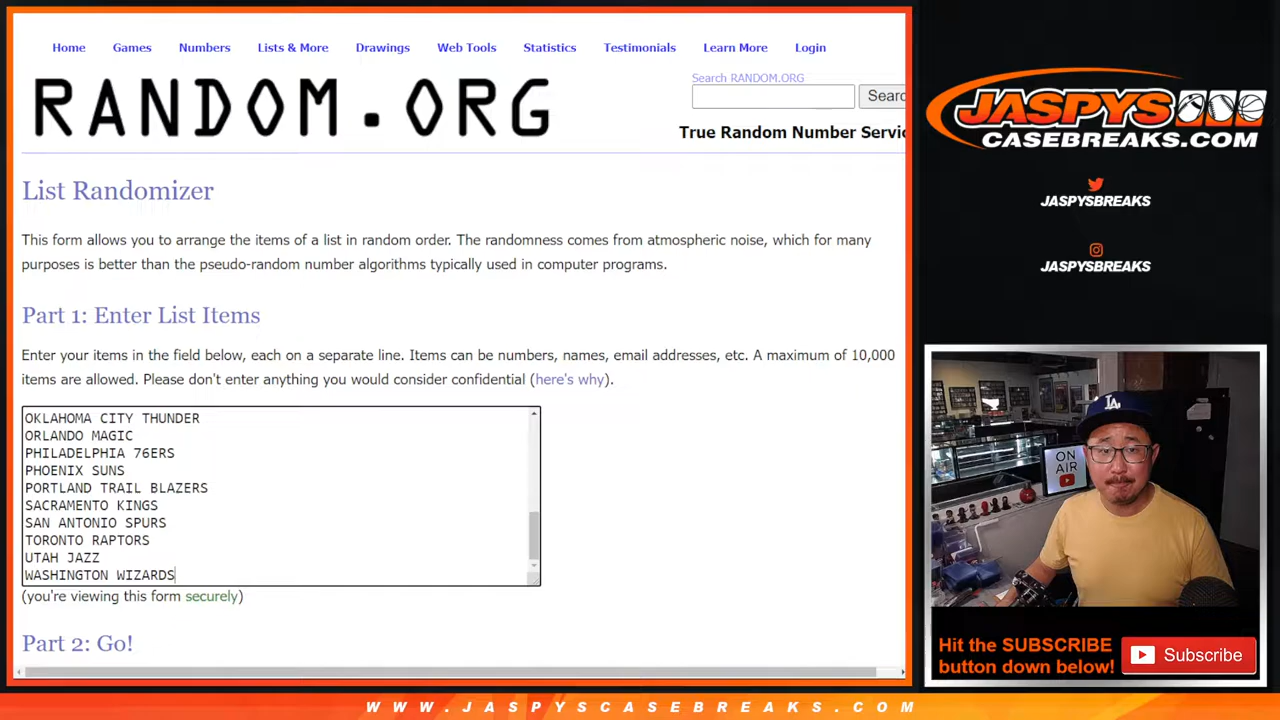 Home Games Numbers Lists & More Drawings Web Tools Statistics Testimonials Learn More Login
Search RANDOM.ORG
RANDOM.ORG
Searc
True Random Number Servic
List Randomizer
This form allows you to arrange the items of a list in random order. The randomness comes from atmospheric noise, which for many
purposes is better than the pseudo-random number algorithms typically used in computer programs.
Part 1: Enter List Items
Enter your items in the field below, each on a separate line. Items can be numbers, names, email addresses, etc. A maximum of 10,000
items are allowed. Please don't enter anything you would consider confidential (here's why).
OKLAHOMA CITY THUNDER
ORLANDO MAGIC
PHILADELPHIA 76ERS
PHOENIX SUNS
PORTLAND TRAIL BLAZERS
SACRAMENTO KINGS
SAN ANTONIO SPURS
TORONTO RAPTORS
UTAH JAZZ
WASHINGTON WIZARDS
(you're viewing this form securely)
Part 2: Go!
JASPYS
CASEBREAKS.COM
JASPYSBREAKS
JASPYSBREAKS
LA
ON
AIR
Hit the SUBSCRIBE
button down below!
Subscribe
WWW.JASPYSCASEBREAKS.COM